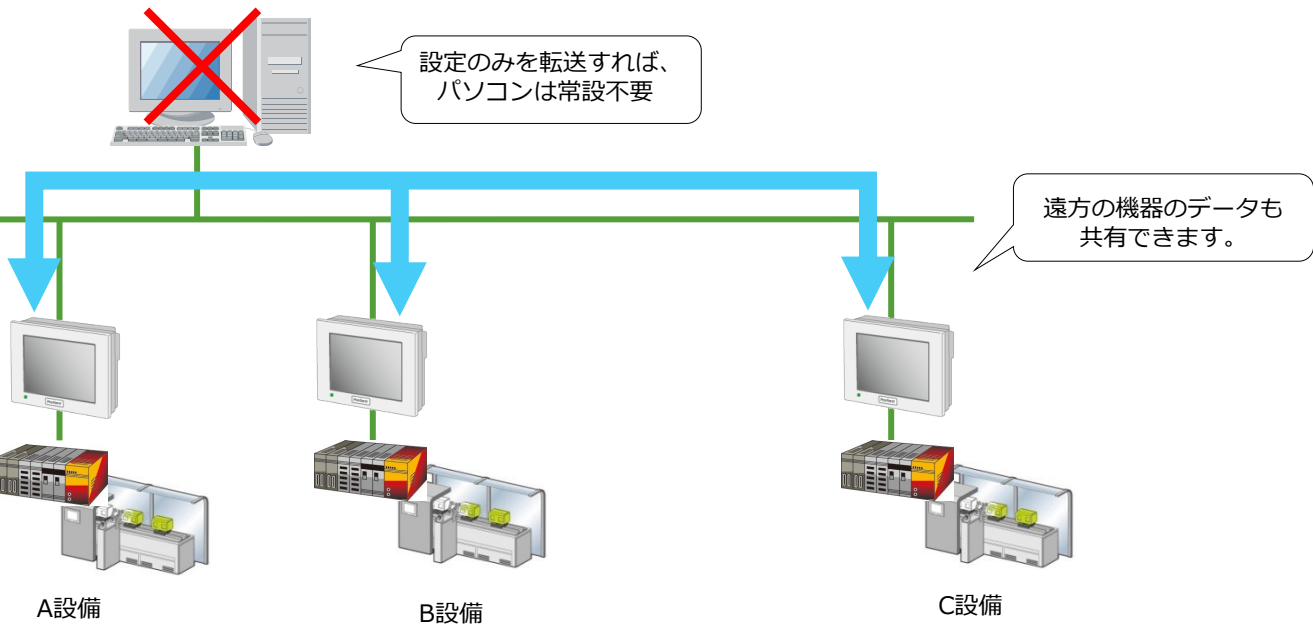 設定のみを転送すれば、
パソコンは常設不要
遠方の機器のデータも
共有できます。
A設備
B設備
C設備